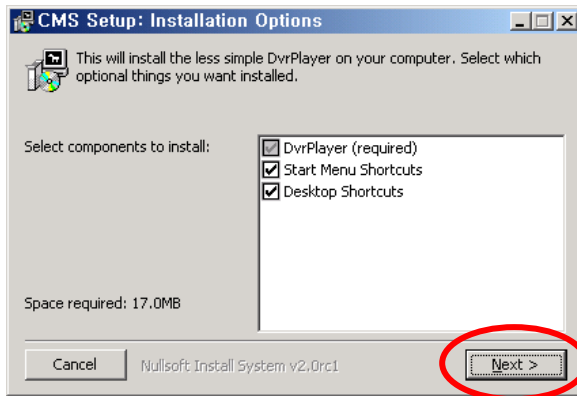 CMS Setup: Installation Options
This will install the less simple DvrPlayer on your computer. Select which
optional things you want installed.
Select components to install:
DvrPlayer (required)
Start Menu Shortcuts
Desktop Shortcuts
Space required: 17.0MB
Cancel
Nullsoft Install System v2.0rc1
Next >